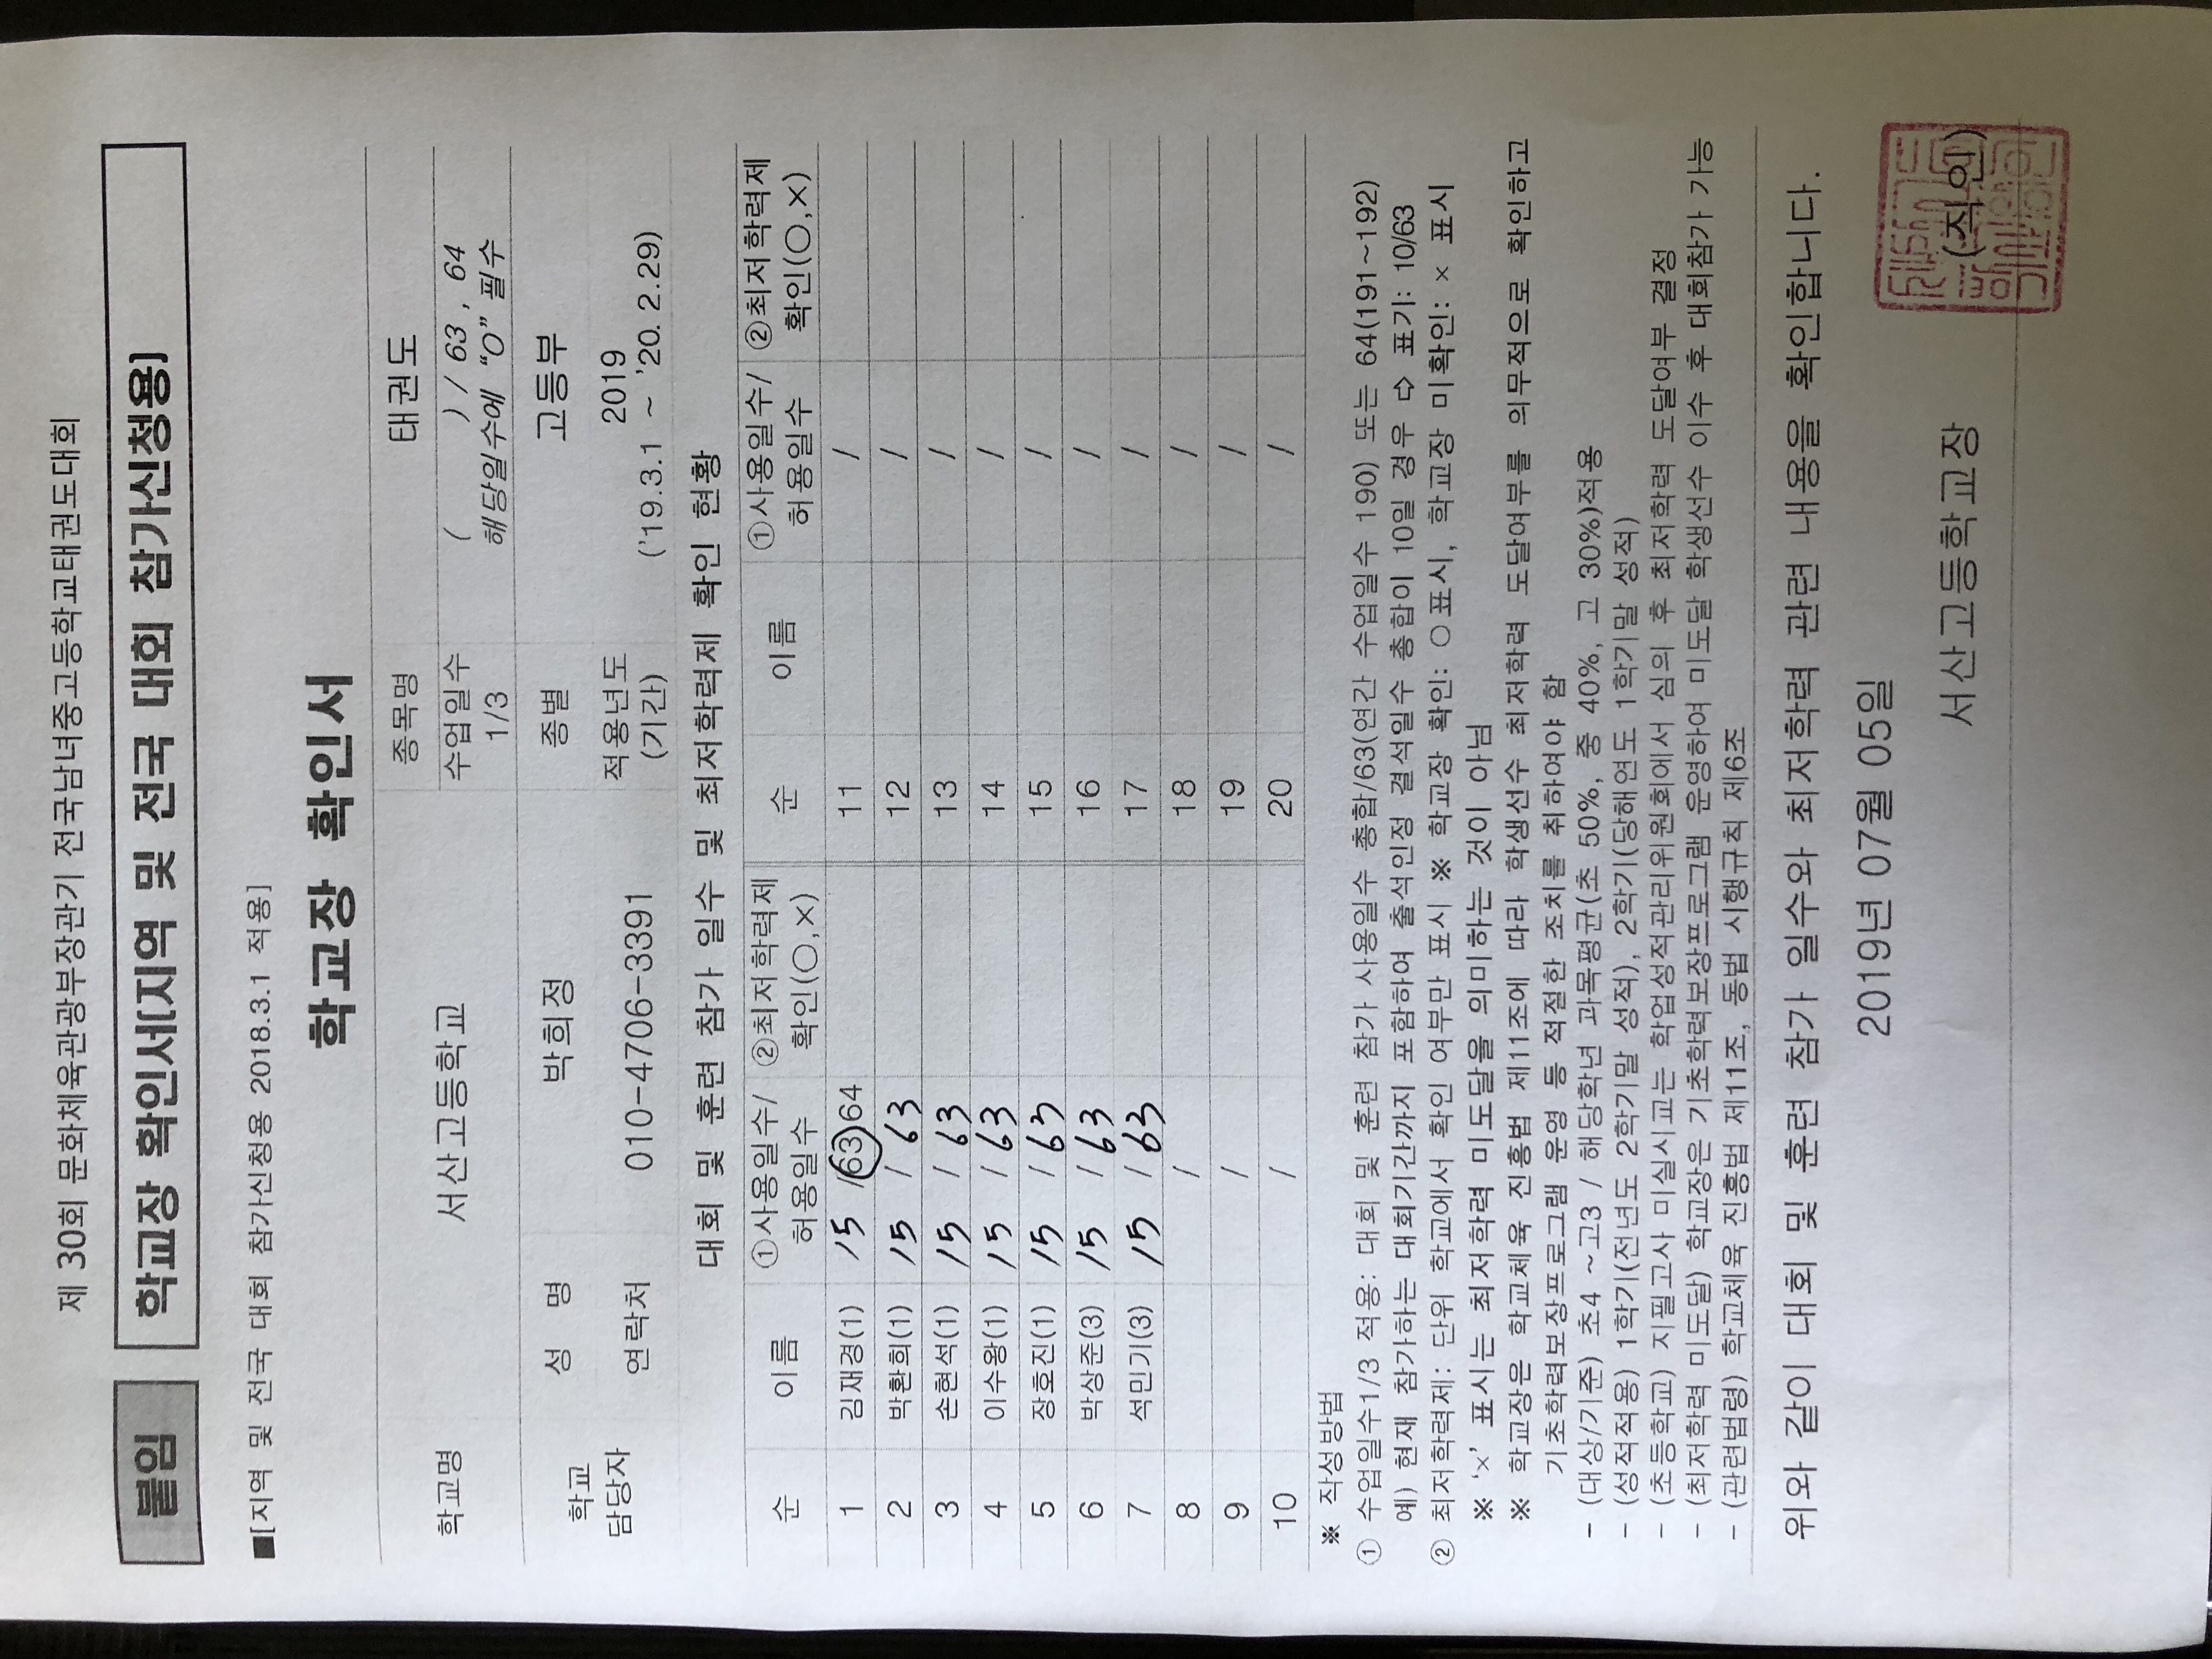 제 30회 문화체육관광부장관기 전국남녀중고등학교태권도대회
붙임 학교장 확인서(지역 및 전국 대회 참가신청용)
■[지역 및 전국 대회 참가신청용 2018.3.1 적용]
학교장 확인서
학교명 서산고등학교 종목명 태권도
수업일수 1/3 ( ) / 63 , 64
해당일수에 "O" 필수
학교 담당자 성 명 박희정 종별 고등부
연락처 010-4706-3391 적용년도 (기간) 2019
('19.3.1 ~ '20.2.29)
대회 및 훈련 참가 일수 및 최저학력제 확인 현황
순 이름 ①사용일수/ 허용일수 ②최저학력제 확인(○,×) 순 이름 ①사용일수/ 허용일수 ②최저학력제 확인(○,×)
1 김재경(1) 15 /63)64 11 /
2 박환희(1) 15 / 63 12 /
3 손현석(1) 15 / 63 13 /
4 이수왕(1) 15 / 63 14 /
5 장호진(1) 15 / 63 15 /
6 박상준(3) 15 / 63 16 /
7 석민기(3) 15 / 63 17 /
8 / 18 /
9 / 19 /
10 / 20 /
※ 작성방법
① 수업일수1/3 적용: 대회 및 훈련 참가 사용일수 총합/63(연간 수업일수 190) 또는 64(191~192)
예) 현재 참가하는 대회기간까지 포함하여 출석인정 결석일수 총합이 10일 경우 ⇨ 표기: 10/63
② 최저학력제: 단위 학교에서 확인 여부만 표시 ※ 학교장 확인: ○표시, 학교장 미확인: × 표시
※ '×' 표시는 최저학력 미도달을 의미하는 것이 아님
※ 학교장은 학교체육 진흥법 제11조에 따라 학생선수 최저학력 도달여부를 의무적으로 확인하고
기초학력보장프로그램 운영 등 적절한 조치를 취하여야 함
- (대상/기준) 초4 ~고3 / 해당학년 과목평균(초 50%, 중 40%, 고 30%)적용
- (성적적용) 1학기(전년도 2학기말 성적), 2학기(당해연도 1학기말 성적)
- (초등학교) 지필고사 미실시교는 학업성적관리위원회에서 심의 후 최저학력 도달여부 결정
- (최저학력 미도달) 학교장은 기초학력보장프로그램 운영하여 미도달 학생선수 이수 후 대회참가 가능
- (관련법령) 학교체육 진흥법 제11조, 동법 시행규칙 제6조
위와 같이 대회 및 훈련 참가 일수와 최저학력 관련 내용을 확인합니다.
2019년 07월 05일
서산고등학교장 (직인)